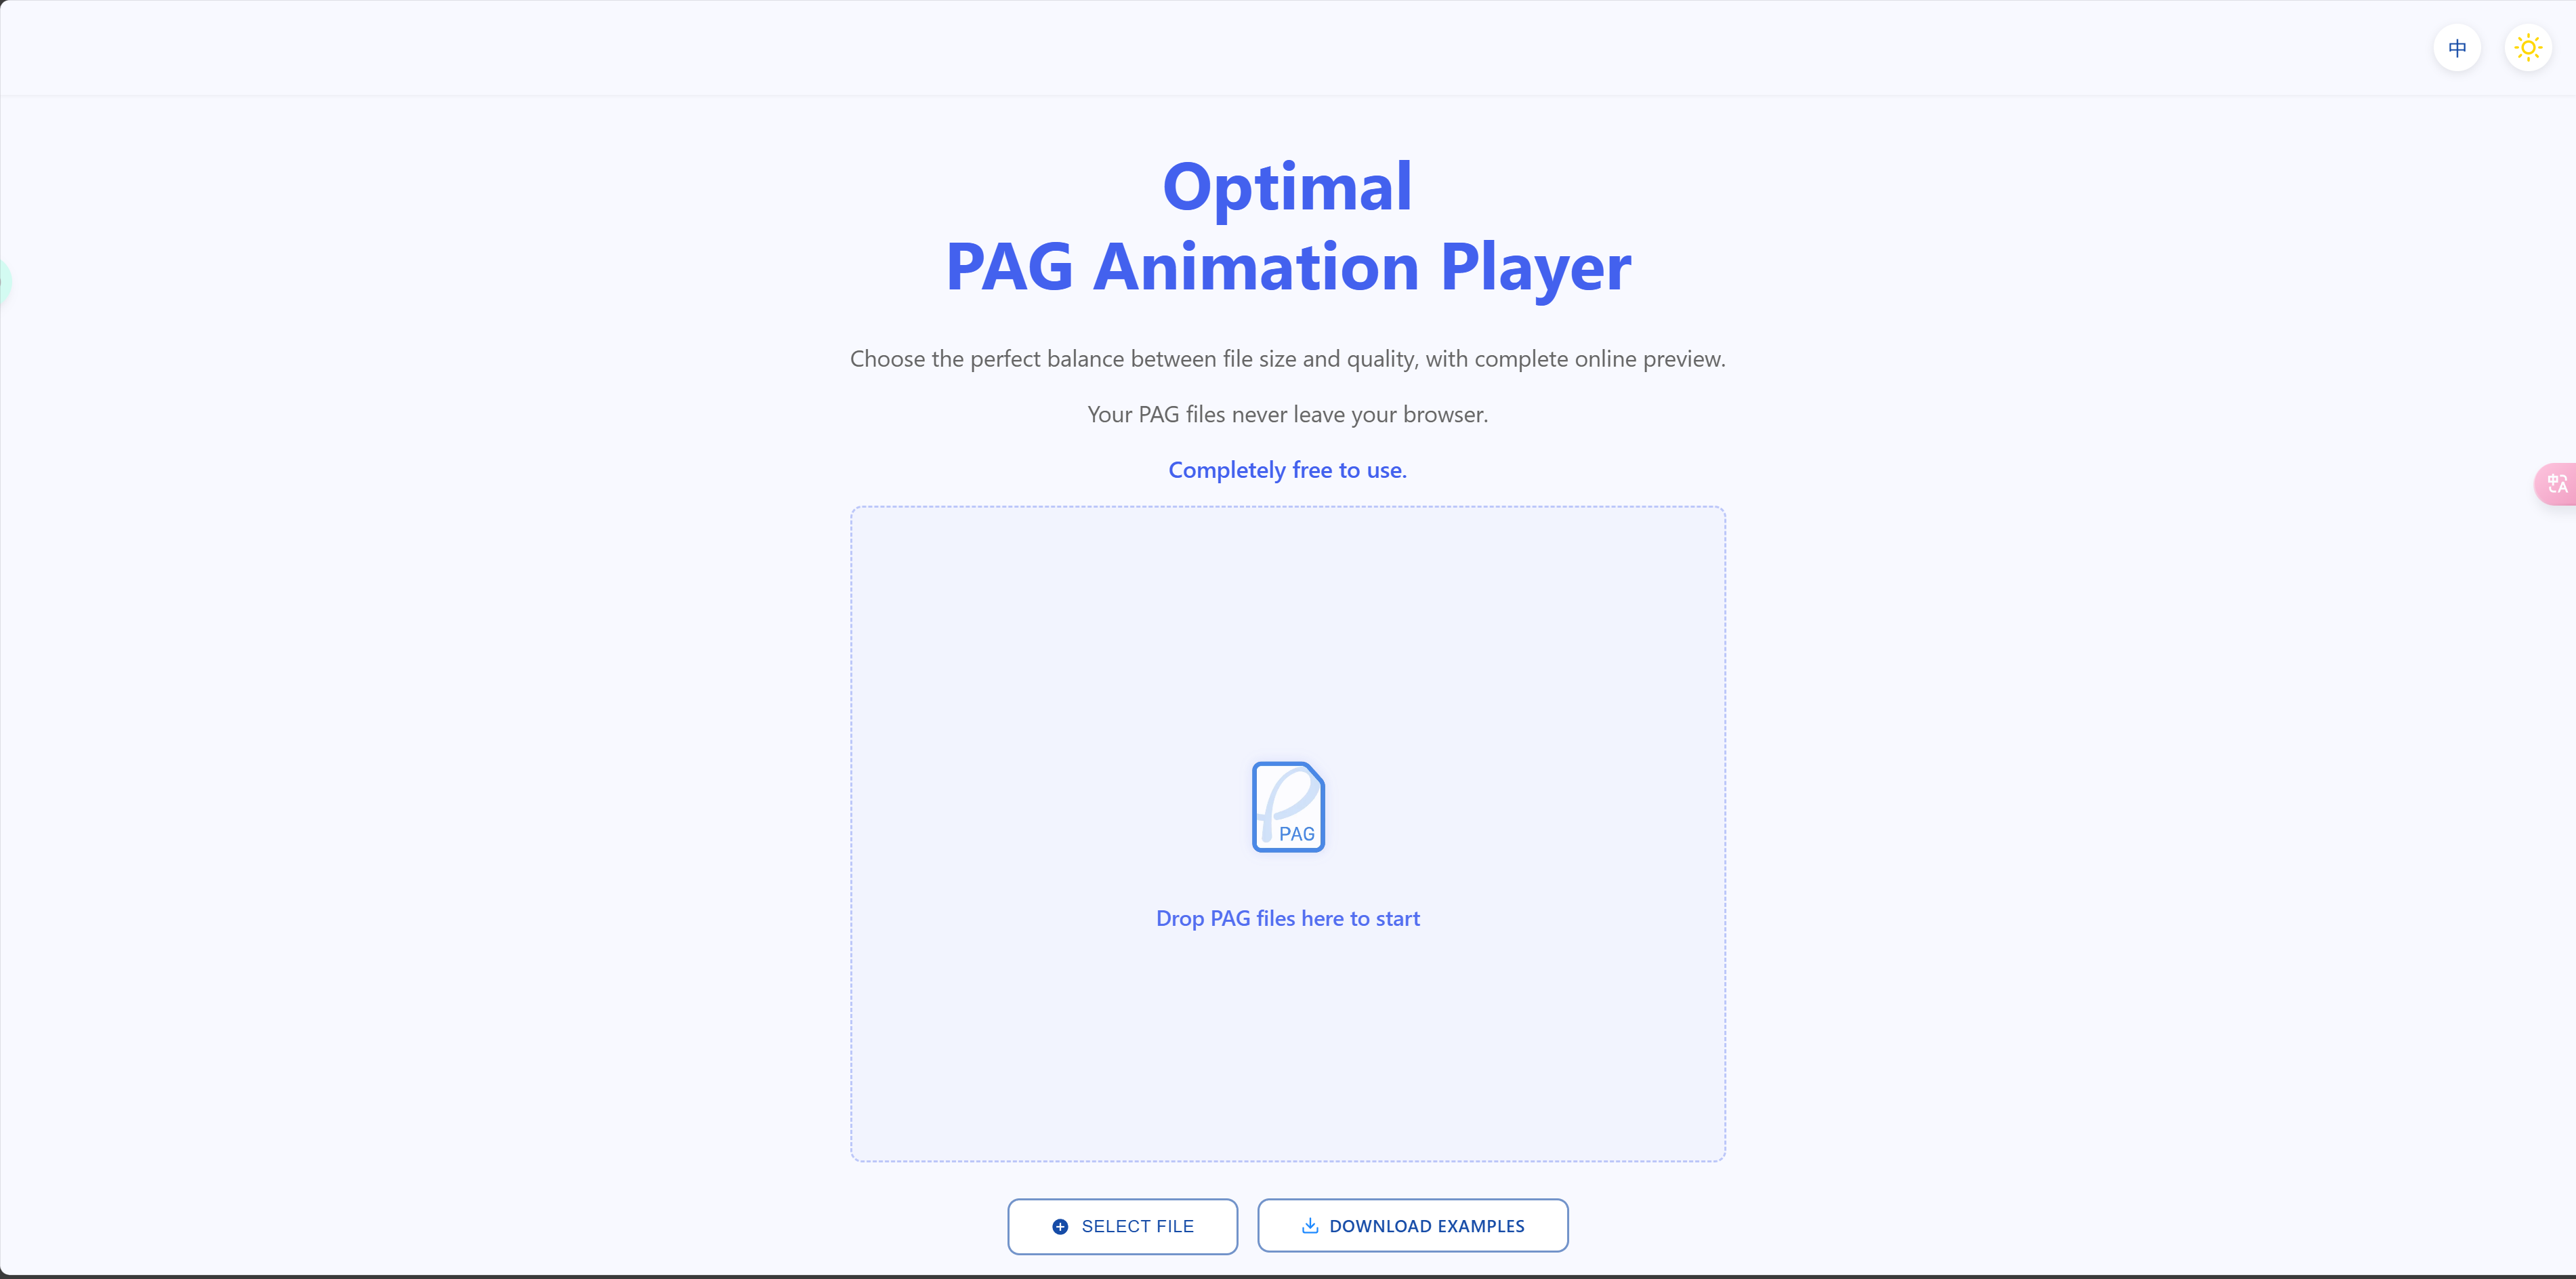 中
Optimal
PAG Animation Player
Choose the perfect balance between file size and quality, with complete online preview.
Your PAG files never leave your browser.
Completely free to use.
中A
PAG
Drop PAG files here to start
SELECT FILE
DOWNLOAD EXAMPLES